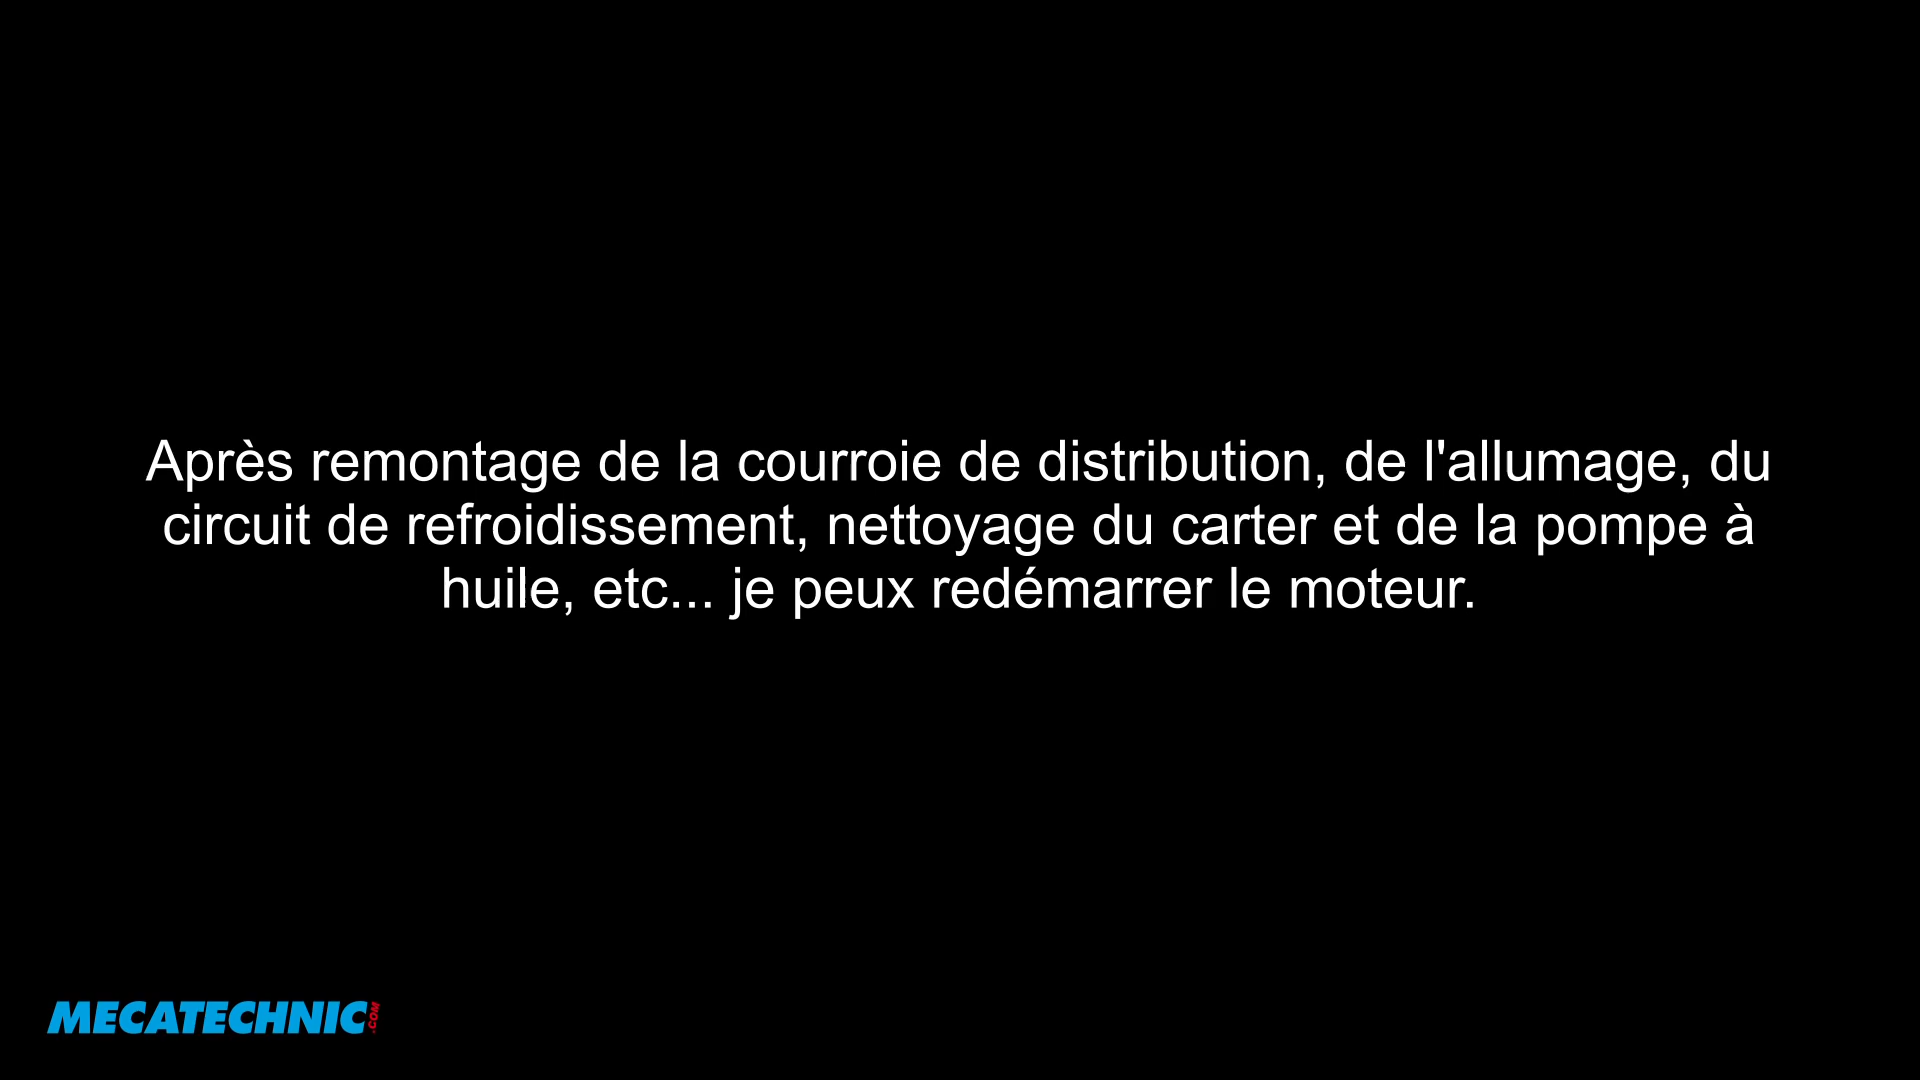 Après remontage de la courroie de distribution, de l'allumage, du
circuit de refroidissement, nettoyage du carter et de la pompe à
huile, etc... je peux redémarrer le moteur.
MECATECHNIC.COM